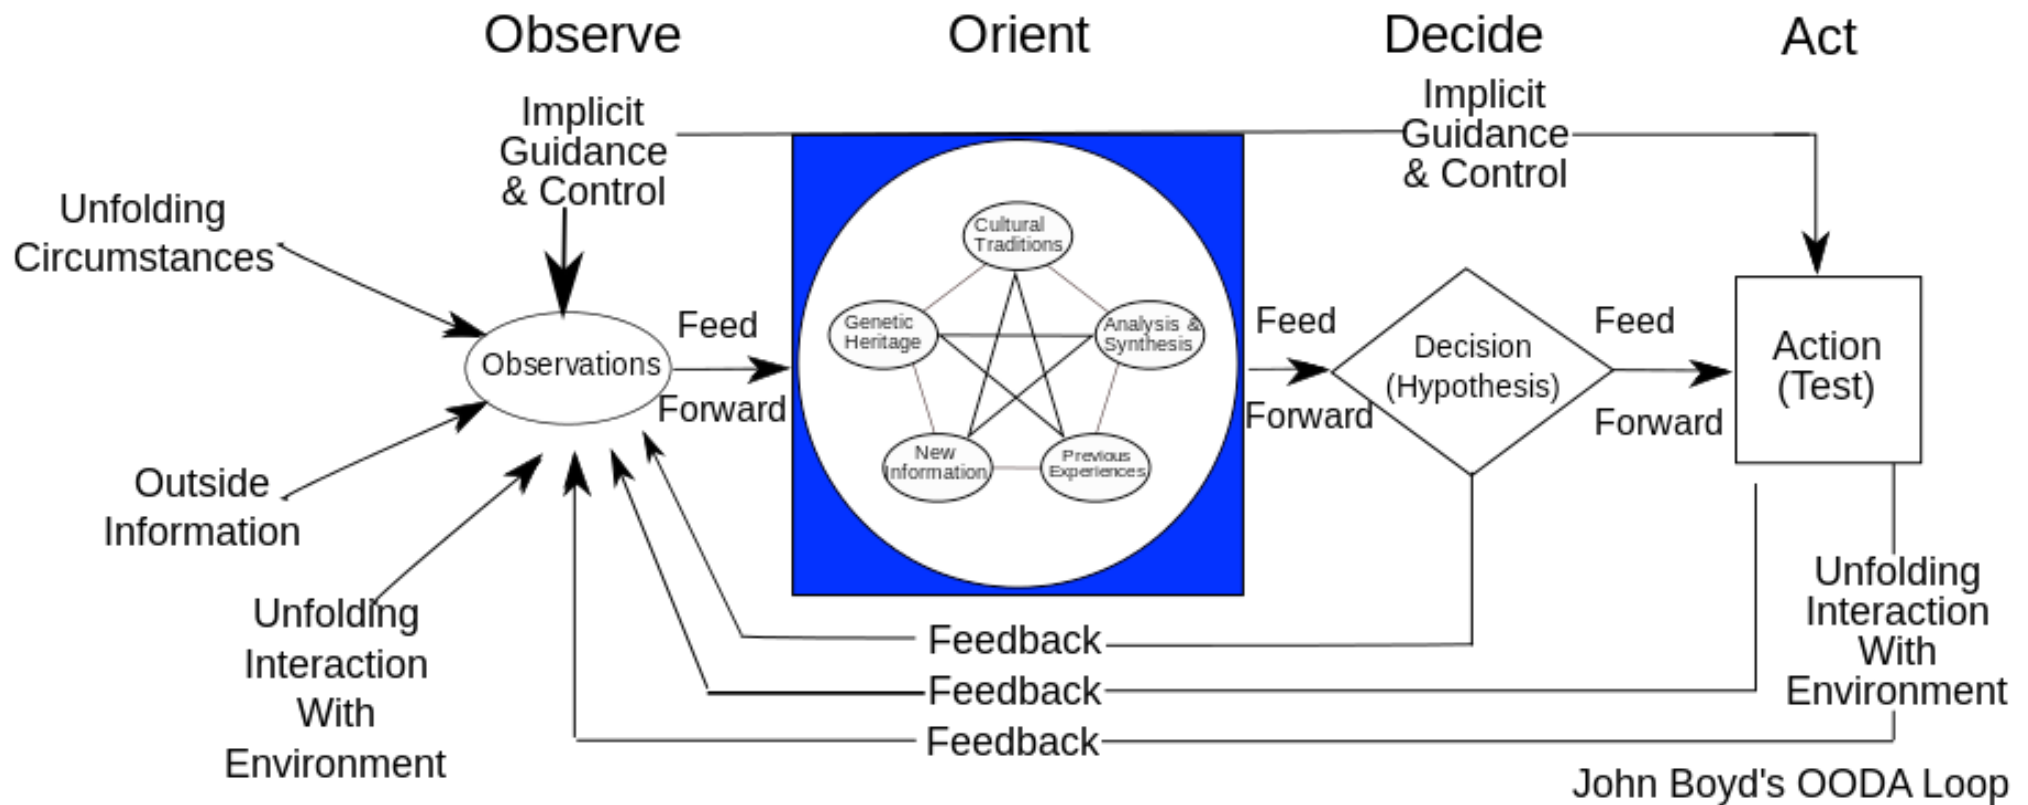 Observe
Orient
Decide
Act
Implicit
Guidance
& Control
Implicit
Guidance
& Control
Unfolding
Circumstances
Cultural
Traditions
Genetic
Heritage
Analysis &
Synthesis
New
Information
Previous
Experiences
Observations
Feed
Forward
Feed
Forward
Decision
(Hypothesis)
Feed
Forward
Action
(Test)
Outside
Information
Unfolding
Interaction
With
Environment
Unfolding
Interaction
With
Environment
Feedback
Feedback
Feedback
John Boyd's OODA Loop